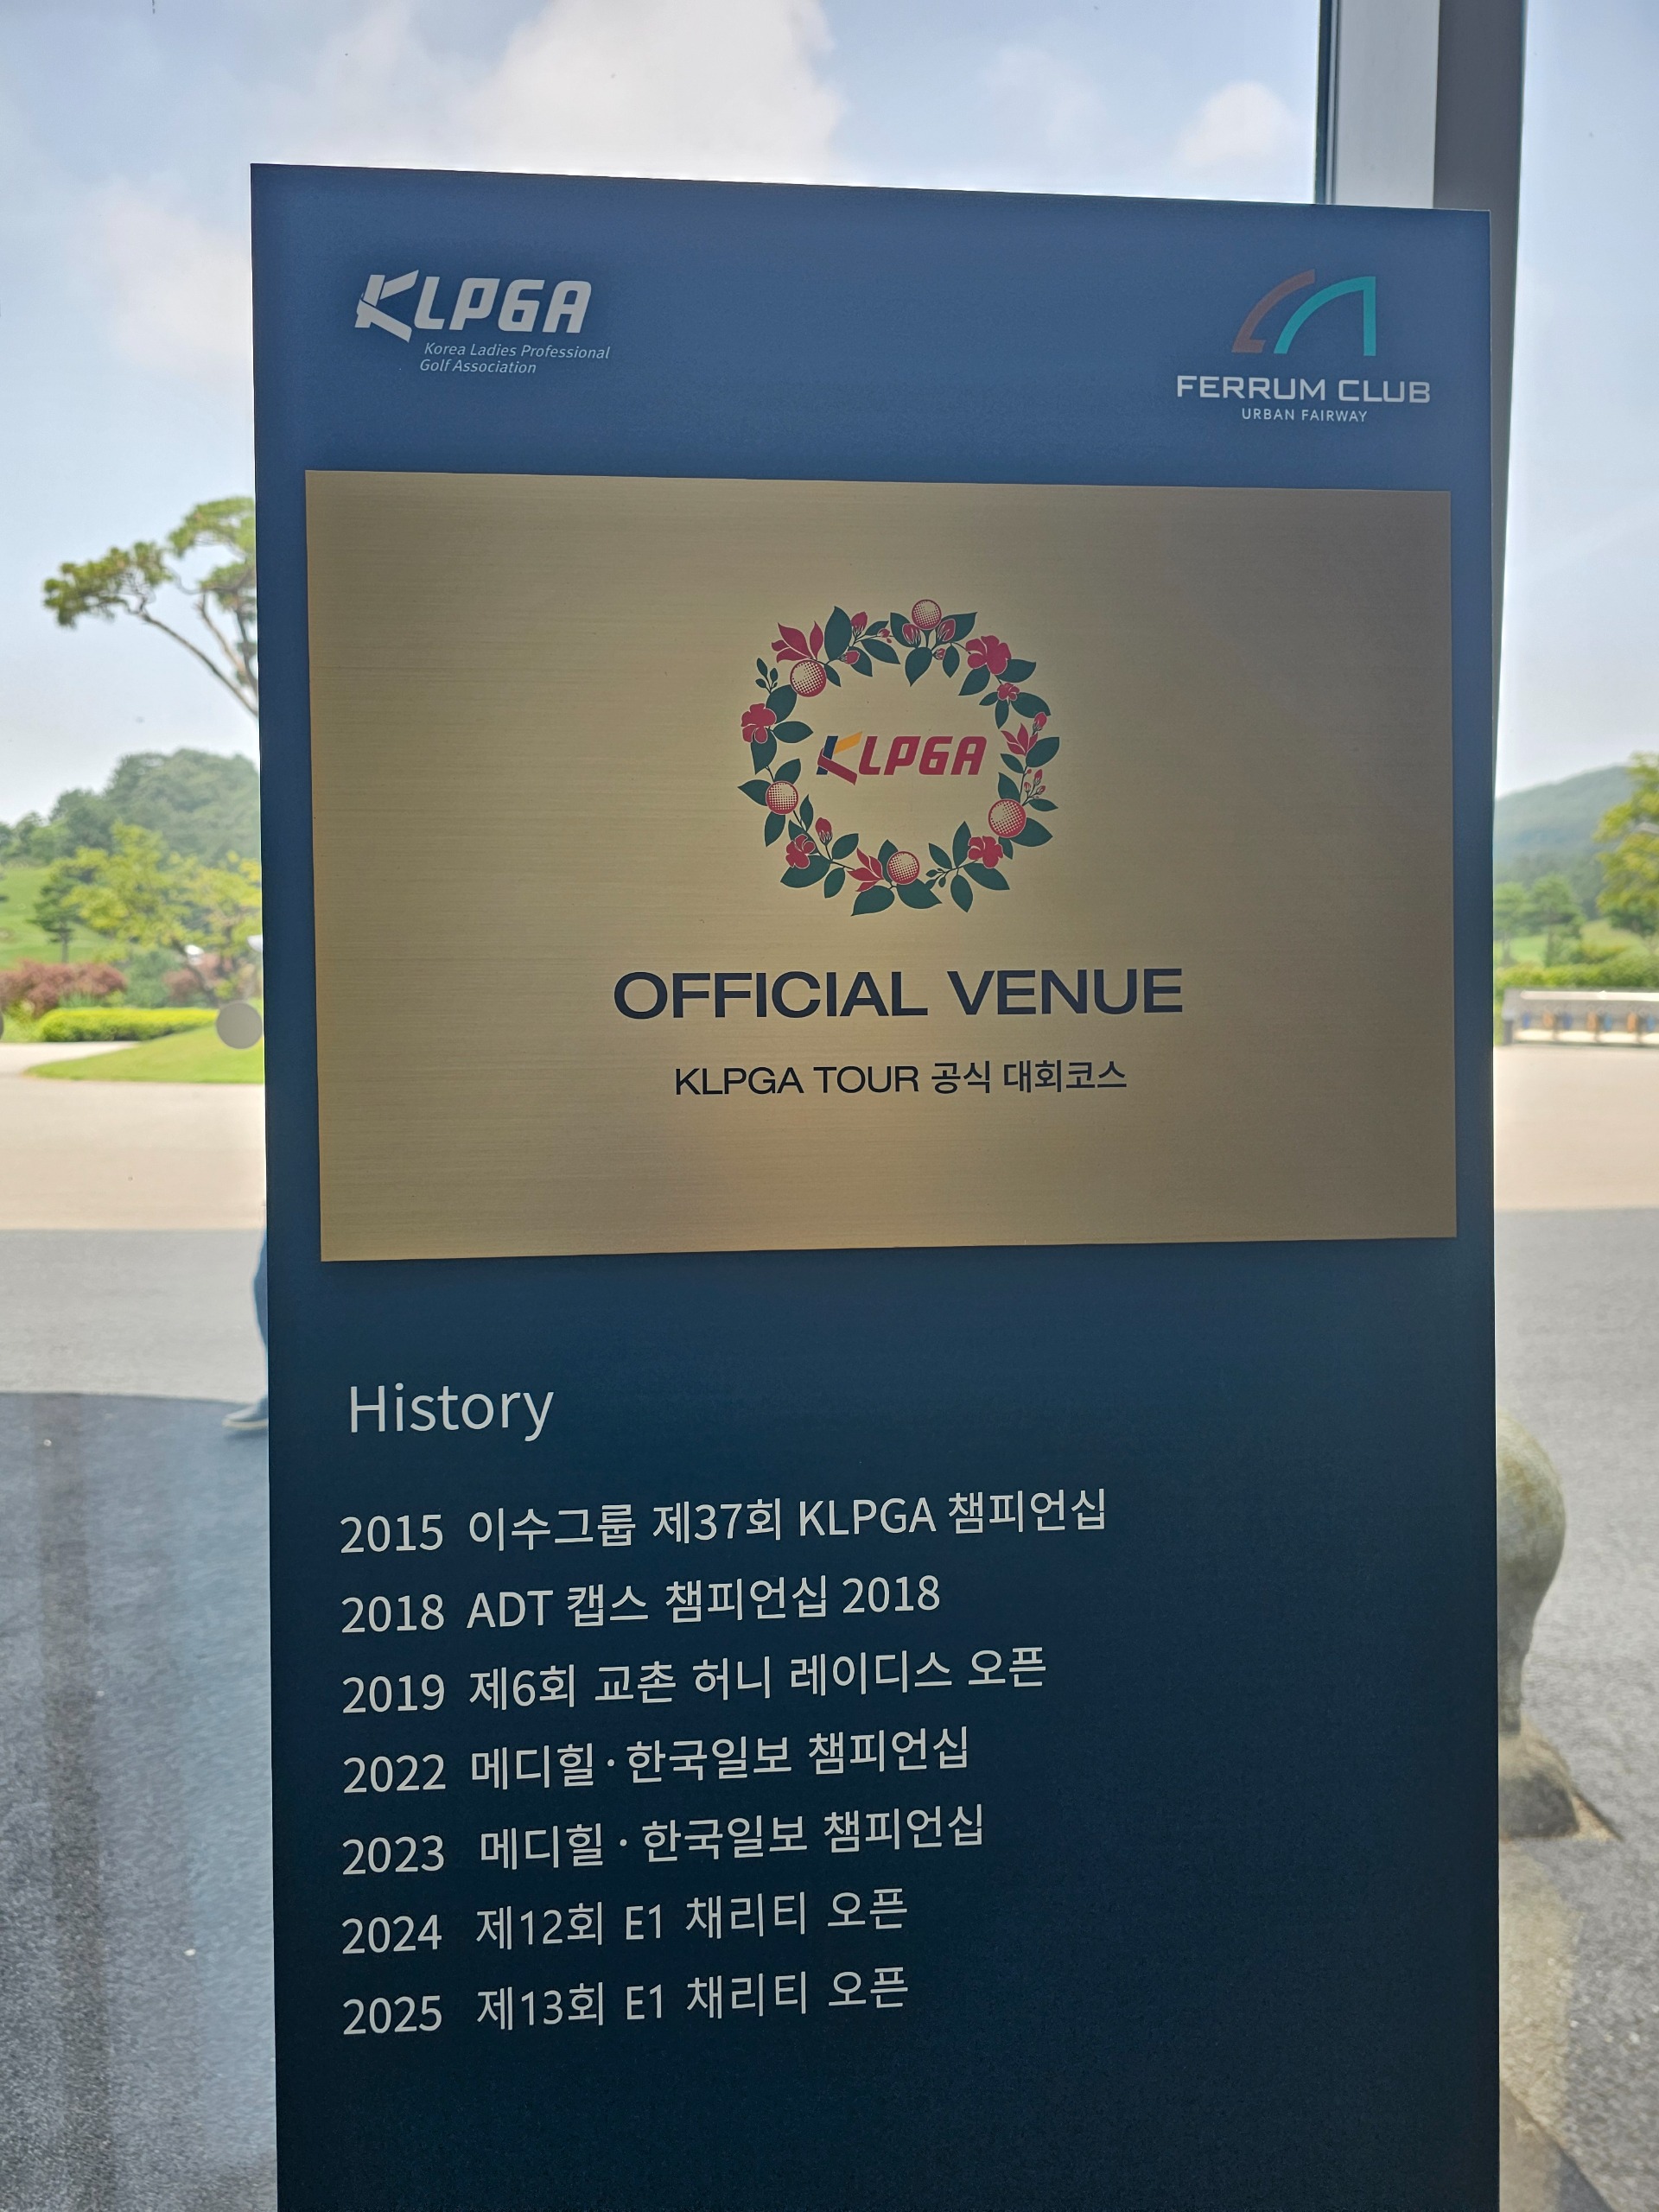 KLPGA
Korea Ladies Professional
Golf Association
FERRUM CLUB
URBAN FAIRWAY
KLPGA
OFFICIAL VENUE
KLPGA TOUR 공식 대회코스
History
2015 이수그룹 제37회 KLPGA 챔피언십
2018 ADT 캡스 챔피언십 2018
2019 제6회 교촌 허니 레이디스 오픈
2022 메디힐·한국일보 챔피언십
2023 메디힐·한국일보 챔피언십
2024 제12회 E1 채리티 오픈
2025 제13회 E1 채리티 오픈